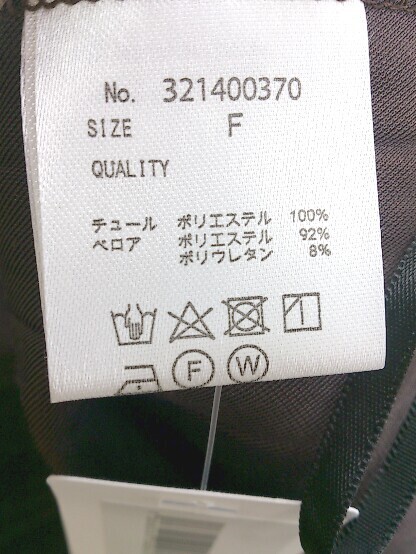 No. 321400370
SIZE F
QUALITY
チュール ポリエステル 100%
ベロア ポリエステル 92%
ポリウレタン 8%
F W